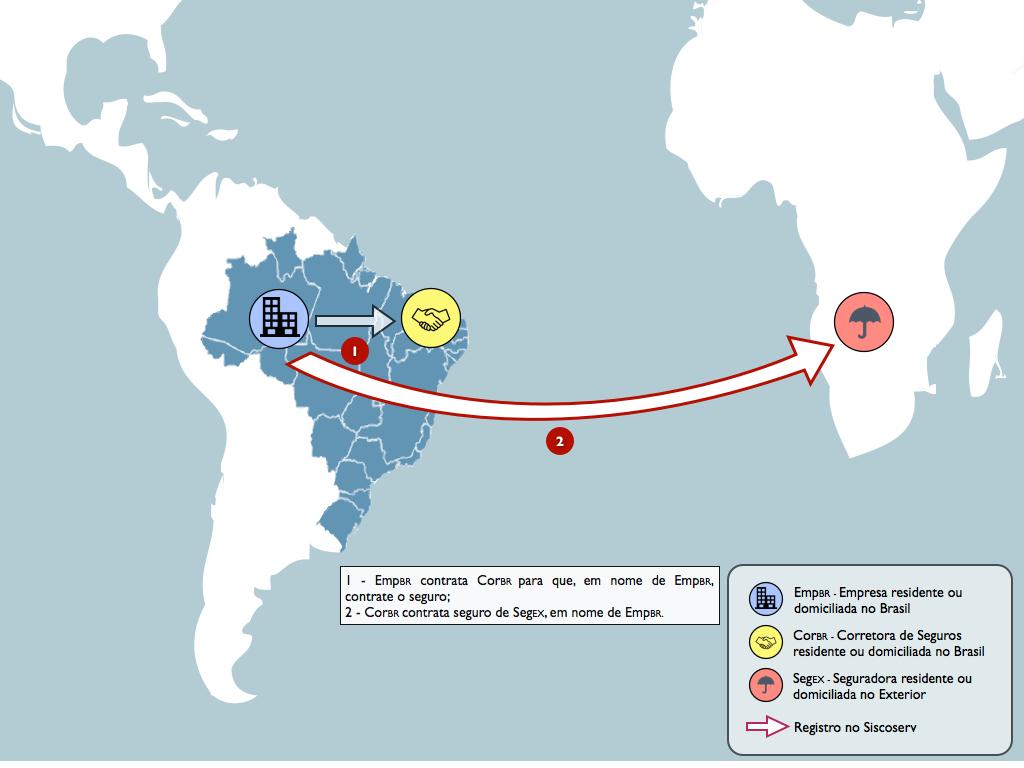 1
2
1 - EmpBR contrata CorBR para que, em nome de EmpBR,
contrate o seguro;
2 - CorBR contrata seguro de SegEX, em nome de EmpBR.
EmpBR - Empresa residente ou
domiciliada no Brasil
CorBR - Corretora de Seguros
residente ou domiciliada no Brasil
SegEX - Seguradora residente ou
domiciliada no Exterior
Registro no Siscoserv